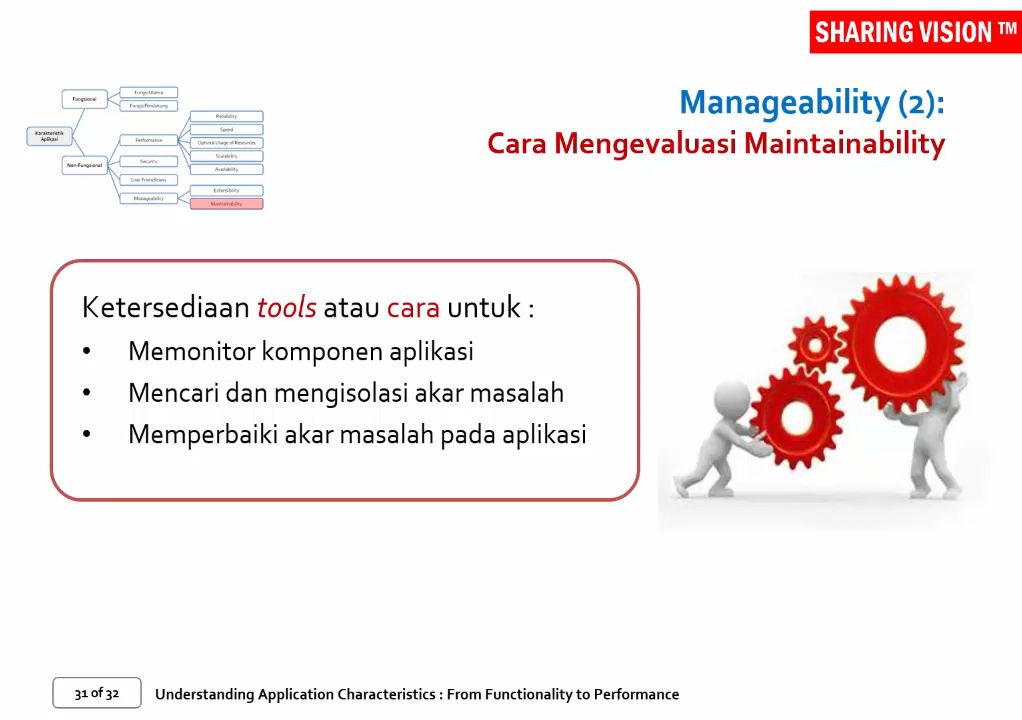 SHARING VISION ™
Manageability (2):
Cara Mengevaluasi Maintainability
Karakteristik
Aplikasi
Fungsional
Fungsi Utama
Fungsi Pendukung
Non-Fungsional
Performance
Reliability
Speed
Optional Usage of Resources
Scalability
Availability
Security
User Friendliness
Manageability
Extensibility
Maintainability
Ketersediaan tools atau cara untuk :
• Memonitor komponen aplikasi
• Mencari dan mengisolasi akar masalah
• Memperbaiki akar masalah pada aplikasi
31 of 32
Understanding Application Characteristics : From Functionality to Performance